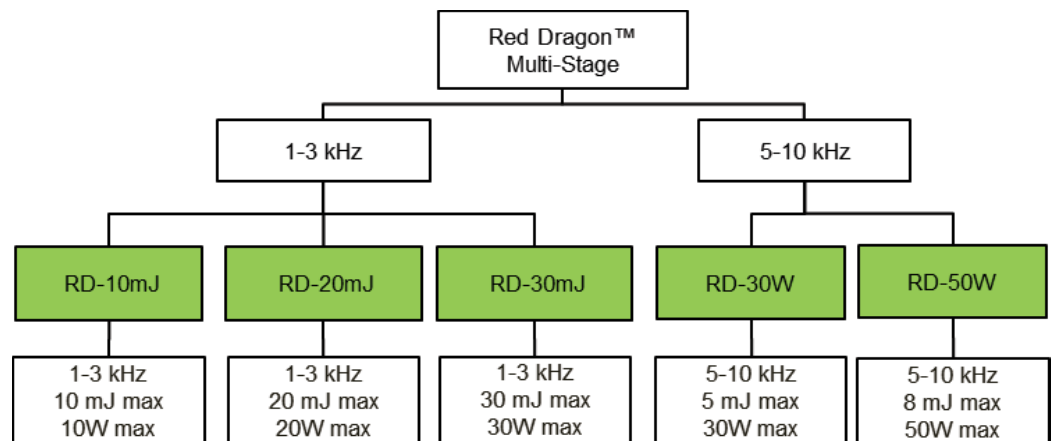 Red Dragon™
Multi-Stage
1-3 kHz
5-10 kHz
RD-10mJ
RD-20mJ
RD-30mJ
RD-30W
RD-50W
1-3 kHz
10 mJ max
10W max
1-3 kHz
20 mJ max
20W max
1-3 kHz
30 mJ max
30W max
5-10 kHz
5 mJ max
30W max
5-10 kHz
8 mJ max
50W max